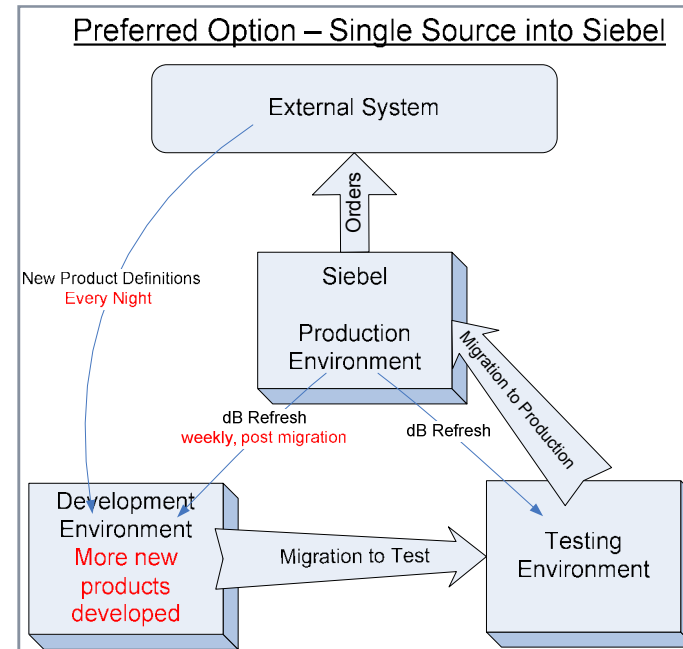 Preferred Option – Single Source into Siebel
External System
Orders
New Product Definitions
Every Night
Siebel
Production
Environment
Migration to Production
dB Refresh
weekly, post migration
dB Refresh
Development
Environment
More new
products
developed
Migration to Test
Testing
Environment